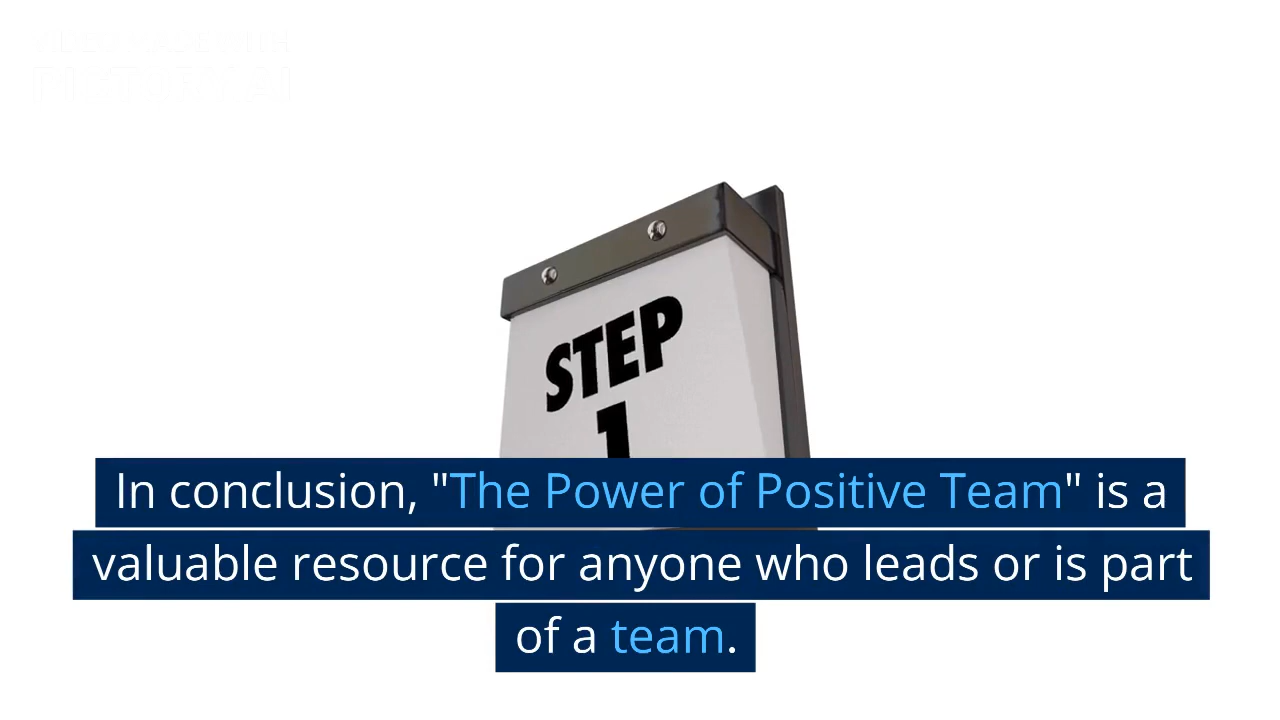 STEP
1
In conclusion, "The Power of Positive Team" is a
valuable resource for anyone who leads or is part
of a team.